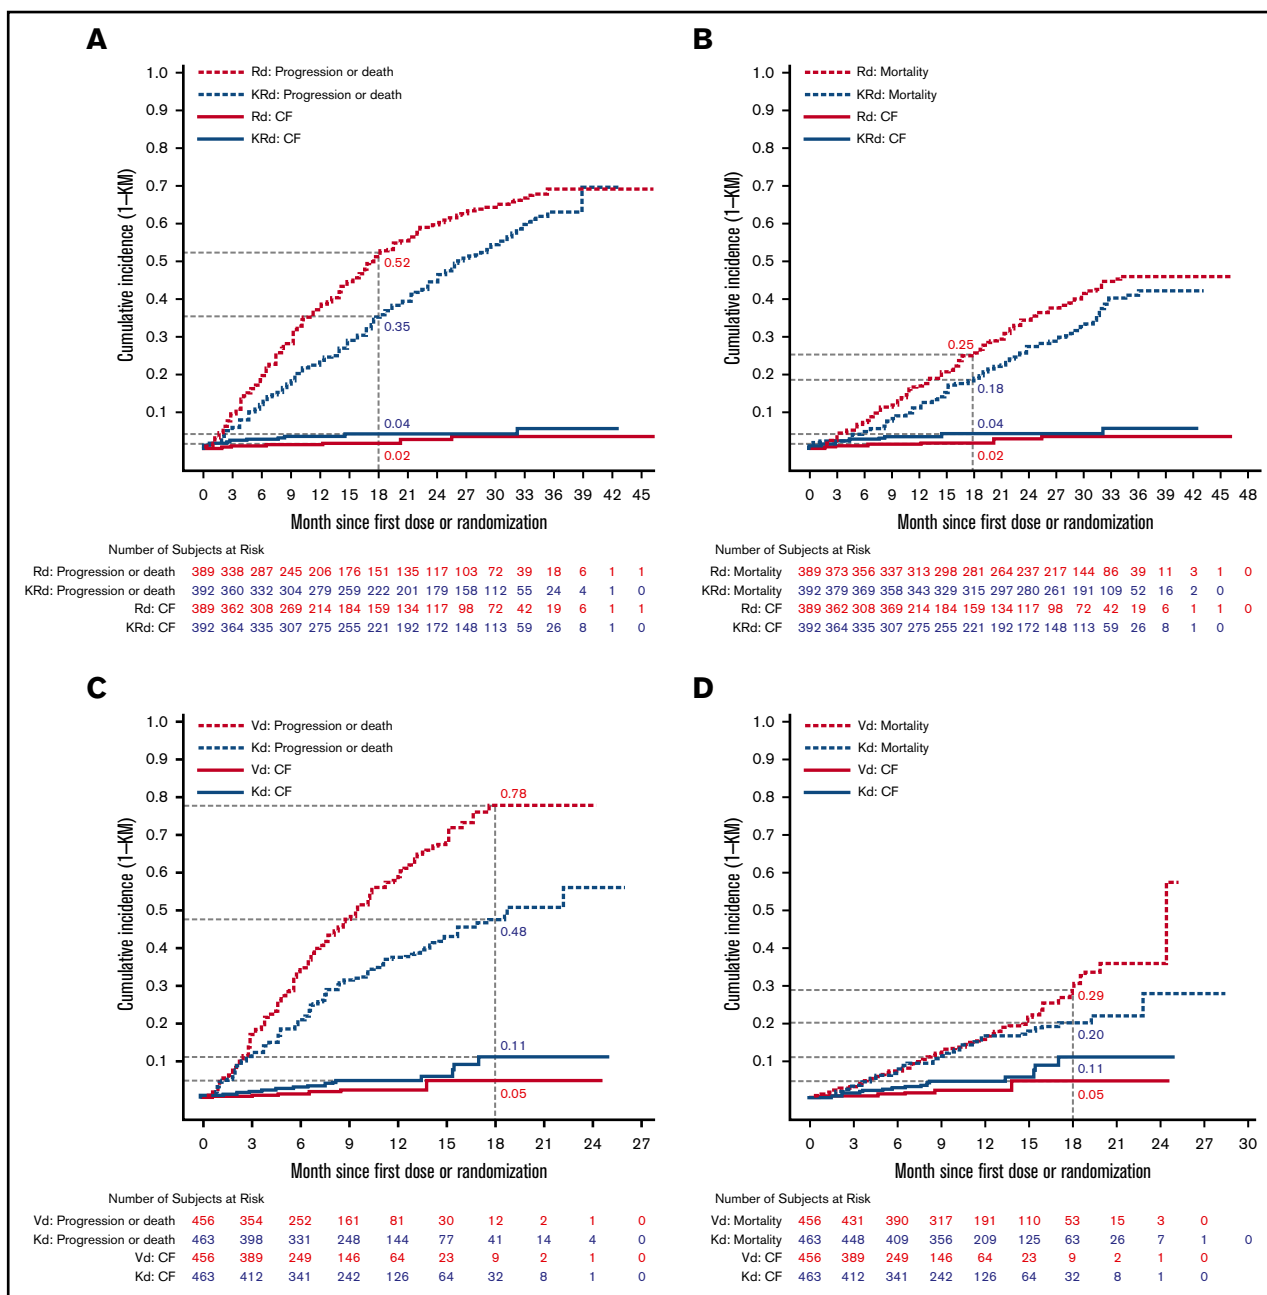 A
Rd: Progression or death
KRd: Progression or death
Rd: CF
KRd: CF
Cumulative incidence (1–KM)
1.0
0.9
0.8
0.7
0.6
0.5
0.4
0.3
0.2
0.1
0.52
0.35
0.04
0.02
0 3 6 9 12 15 18 21 24 27 30 33 36 39 42 45
Month since first dose or randomization
Number of Subjects at Risk
Rd: Progression or death 389 338 287 245 206 176 151 135 117 103 72 39 18 6 1 1
KRd: Progression or death 392 360 332 304 279 259 222 201 179 158 112 55 24 4 1 0
Rd: CF 389 362 308 269 214 184 159 134 117 98 72 42 19 6 1 1
KRd: CF 392 364 335 307 275 255 221 192 172 148 113 59 26 8 1 0
B
Rd: Mortality
KRd: Mortality
Rd: CF
KRd: CF
Cumulative incidence (1–KM)
1.0
0.9
0.8
0.7
0.6
0.5
0.4
0.3
0.2
0.1
0.25
0.18
0.04
0.02
0 3 6 9 12 15 18 21 24 27 30 33 36 39 42 45 48
Month since first dose or randomization
Number of Subjects at Risk
Rd: Mortality 389 373 356 337 313 298 281 264 237 217 144 86 39 11 3 1 0
KRd: Mortality 392 379 369 358 343 329 315 297 280 261 191 109 52 16 2 0
Rd: CF 389 362 308 369 214 184 159 134 117 98 72 42 19 6 1 1 0
KRd: CF 392 364 335 307 275 255 221 192 172 148 113 59 26 8 1 0
C
Vd: Progression or death
Kd: Progression or death
Vd: CF
Kd: CF
Cumulative incidence (1–KM)
1.0
0.9
0.8
0.7
0.6
0.5
0.4
0.3
0.2
0.1
0.78
0.48
0.11
0.05
0 3 6 9 12 15 18 21 24 27
Month since first dose or randomization
Number of Subjects at Risk
Vd: Progression or death 456 354 252 161 81 30 12 2 1 0
Kd: Progression or death 463 398 331 248 144 77 41 14 4 0
Vd: CF 456 389 249 146 64 23 9 2 1 0
Kd: CF 463 412 341 242 126 64 32 8 1 0
D
Vd: Mortality
Kd: Mortality
Vd: CF
Kd: CF
Cumulative incidence (1–KM)
1.0
0.9
0.8
0.7
0.6
0.5
0.4
0.3
0.2
0.1
0.29
0.20
0.11
0.05
0 3 6 9 12 15 18 21 24 27 30
Month since first dose or randomization
Number of Subjects at Risk
Vd: Mortality 456 431 390 317 191 110 53 15 3 0
Kd: Mortality 463 448 409 356 209 125 63 26 7 1 0
Vd: CF 456 389 249 146 64 23 9 2 1 0
Kd: CF 463 412 341 242 126 64 32 8 1 0